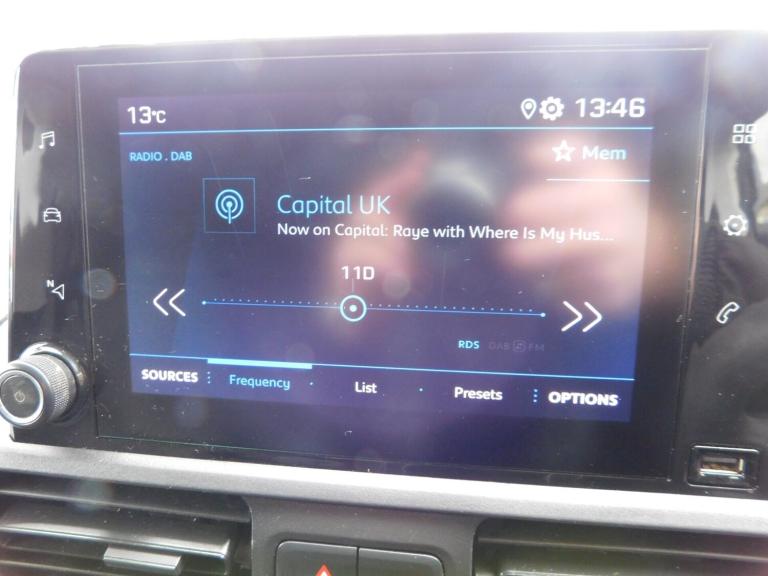 13°C 13:46
RADIO . DAB Mem
Capital UK
Now on Capital: Raye with Where Is My Hus...
11D
RDS DAB FM
SOURCES Frequency List Presets OPTIONS
N